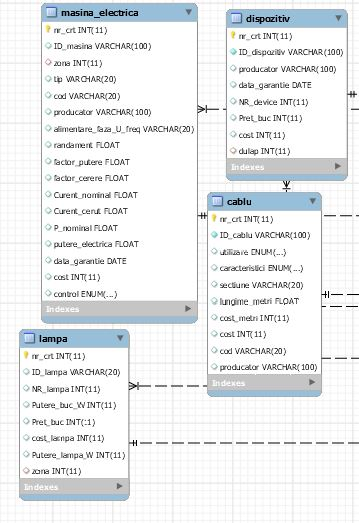 masina_electrica
nr_crt INT(11)
ID_masina VARCHAR(100)
zona INT(11)
tip VARCHAR(20)
cod VARCHAR(20)
producator VARCHAR(100)
alimentare_faza_U_freq VARCHAR(20)
randament FLOAT
factor_putere FLOAT
factor_cerere FLOAT
Curent_nominal FLOAT
Curent_cerut FLOAT
P_nominal FLOAT
putere_electrica FLOAT
data_garantie DATE
cost INT(11)
control ENUM(...)
Indexes
dispozitiv
nr_crt INT(11)
ID_dispozitiv VARCHAR(100)
producator VARCHAR(100)
data_garantie DATE
NR_device INT(11)
Pret_buc INT(11)
cost INT(11)
dulap INT(11)
Indexes
cablu
nr_crt INT(11)
ID_cablu VARCHAR(100)
utilizare ENUM(...)
caracteristici ENUM(...)
sectiune VARCHAR(20)
lungime_metri FLOAT
cost_metri INT(11)
cost INT(11)
cod VARCHAR(20)
producator VARCHAR(100)
Indexes
lampa
nr_crt INT(11)
ID_lampa VARCHAR(20)
NR_lampa INT(11)
Putere_buc_W INT(11)
Pret_buc INT(11)
cost_lampa INT(11)
Putere_lampa_W INT(11)
zona INT(11)
Indexes